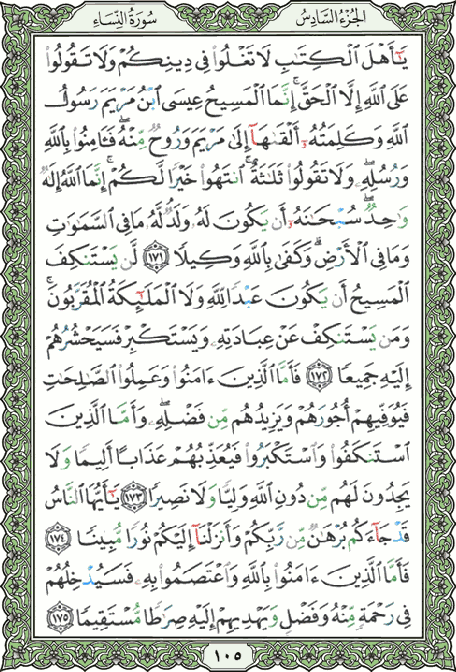 الجُزْءُ السَّادِسُ
سُورَةُ النِّسَاءِ
يَـٰٓأَهْلَ ٱلْكِتَـٰبِ لَا تَغْلُوا۟ فِى دِينِكُمْ وَلَا تَقُولُوا۟
عَلَى ٱللَّهِ إِلَّا ٱلْحَقَّ ۚ إِنَّمَا ٱلْمَسِيحُ عِيسَى ٱبْنُ مَرْيَمَ رَسُولُ
ٱللَّهِ وَكَلِمَتُهُۥٓ أَلْقَىٰهَآ إِلَىٰ مَرْيَمَ وَرُوحٌ مِّنْهُ ۖ فَـَٔامِنُوا۟ بِٱللَّهِ
وَرُسُلِهِۦ ۖ وَلَا تَقُولُوا۟ ثَلَـٰثَةٌ ۚ ٱنتَهُوا۟ خَيْرًا لَّكُمْ ۚ إِنَّمَا ٱللَّهُ إِلَـٰهٌ
وَٰحِدٌ ۖ سُبْحَـٰنَهُۥٓ أَن يَكُونَ لَهُۥ وَلَدٌ ۘ لَّهُۥ مَا فِى ٱلسَّمَـٰوَٰتِ
وَمَا فِى ٱلْأَرْضِ ۗ وَكَفَىٰ بِٱللَّهِ وَكِيلًا ١٧١ لَّن يَسْتَنكِفَ
ٱلْمَسِيحُ أَن يَكُونَ عَبْدًا لِّلَّهِ وَلَا ٱلْمَلَـٰٓئِكَةُ ٱلْمُقَرَّبُونَ ۚ
وَمَن يَسْتَنكِفْ عَنْ عِبَادَتِهِۦ وَيَسْتَكْبِرْ فَسَيَحْشُرُهُمْ
إِلَيْهِ جَمِيعًا ١٧٢ فَأَمَّا ٱلَّذِينَ ءَامَنُوا۟ وَعَمِلُوا۟ ٱلصَّـٰلِحَـٰتِ
فَيُوَفِّيهِمْ أُجُورَهُمْ وَيَزِيدُهُم مِّن فَضْلِهِۦ ۖ وَأَمَّا ٱلَّذِينَ
ٱسْتَنكَفُوا۟ وَٱسْتَكْبَرُوا۟ فَيُعَذِّبُهُمْ عَذَابًا أَلِيمًا وَلَا
يَجِدُونَ لَهُم مِّن دُونِ ٱللَّهِ وَلِيًّا وَلَا نَصِيرًا ١٧٣ يَـٰٓأَيُّهَا ٱلنَّاسُ
قَدْ جَآءَكُم بُرْهَـٰنٌ مِّن رَّبِّكُمْ وَأَنزَلْنَآ إِلَيْكُمْ نُورًا مُّبِينًا ١٧٤
فَأَمَّا ٱلَّذِينَ ءَامَنُوا۟ بِٱللَّهِ وَٱعْتَصَمُوا۟ بِهِۦ فَسَيُدْخِلُهُمْ
فِى رَحْمَةٍ مِّنْهُ وَفَضْلٍ وَيَهْدِيهِمْ إِلَيْهِ صِرَٰطًا مُّسْتَقِيمًا ١٧٥
١٠٥